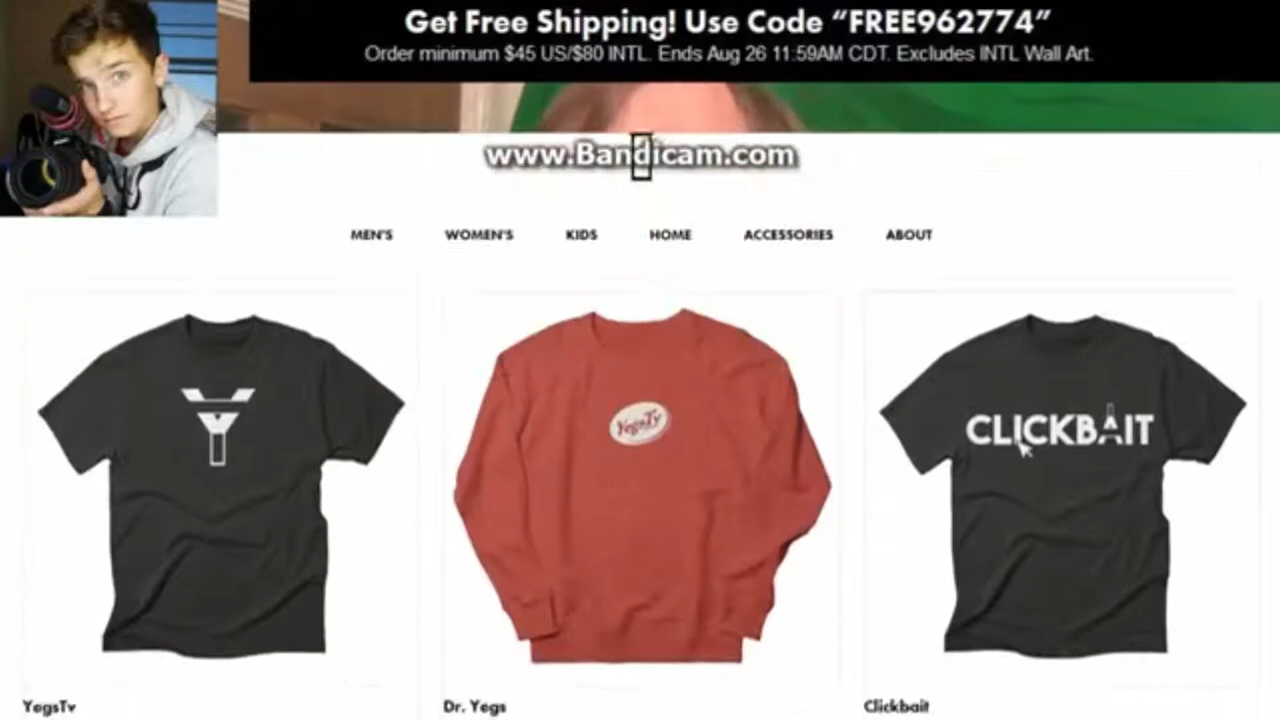 Get Free Shipping! Use Code “FREE962774”
Order minimum $45 US/$80 INTL. Ends Aug 26 11:59AM CDT. Excludes INTL Wall Art.
www.Bandicam.com
MEN'S WOMEN'S KIDS HOME ACCESSORIES ABOUT
Y
YegsTv
CLICKBAIT
YegsTv Dr. Yegs Clickbait